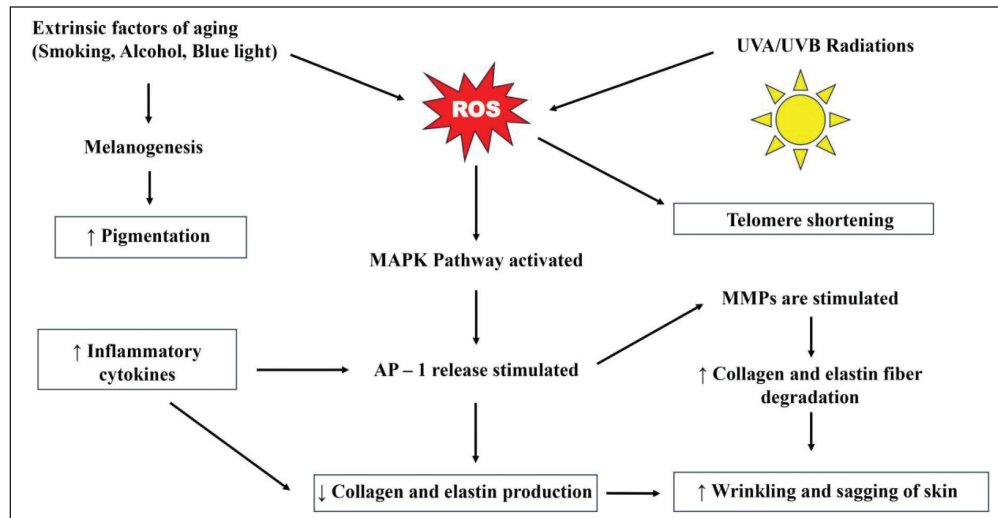 Extrinsic factors of aging
(Smoking, Alcohol, Blue light)
UVA/UVB Radiations
ROS
Melanogenesis
↑ Pigmentation
Telomere shortening
MAPK Pathway activated
MMPs are stimulated
↑ Inflammatory
cytokines
AP – 1 release stimulated
↑ Collagen and elastin fiber
degradation
↓ Collagen and elastin production
↑ Wrinkling and sagging of skin